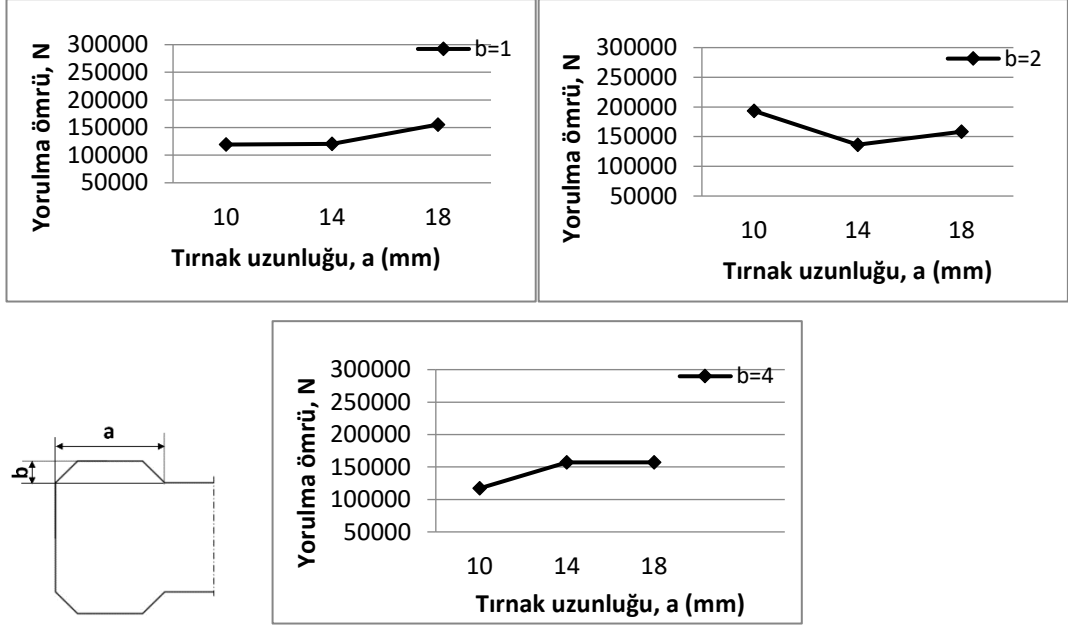 300000
250000
200000
150000
100000
50000
Yorulma ömrü, N
b=1
10 14 18
Tırnak uzunluğu, a (mm)
300000
250000
200000
150000
100000
50000
Yorulma ömrü, N
b=2
10 14 18
Tırnak uzunluğu, a (mm)
a
b
300000
250000
200000
150000
100000
50000
Yorulma ömrü, N
b=4
10 14 18
Tırnak uzunluğu, a (mm)